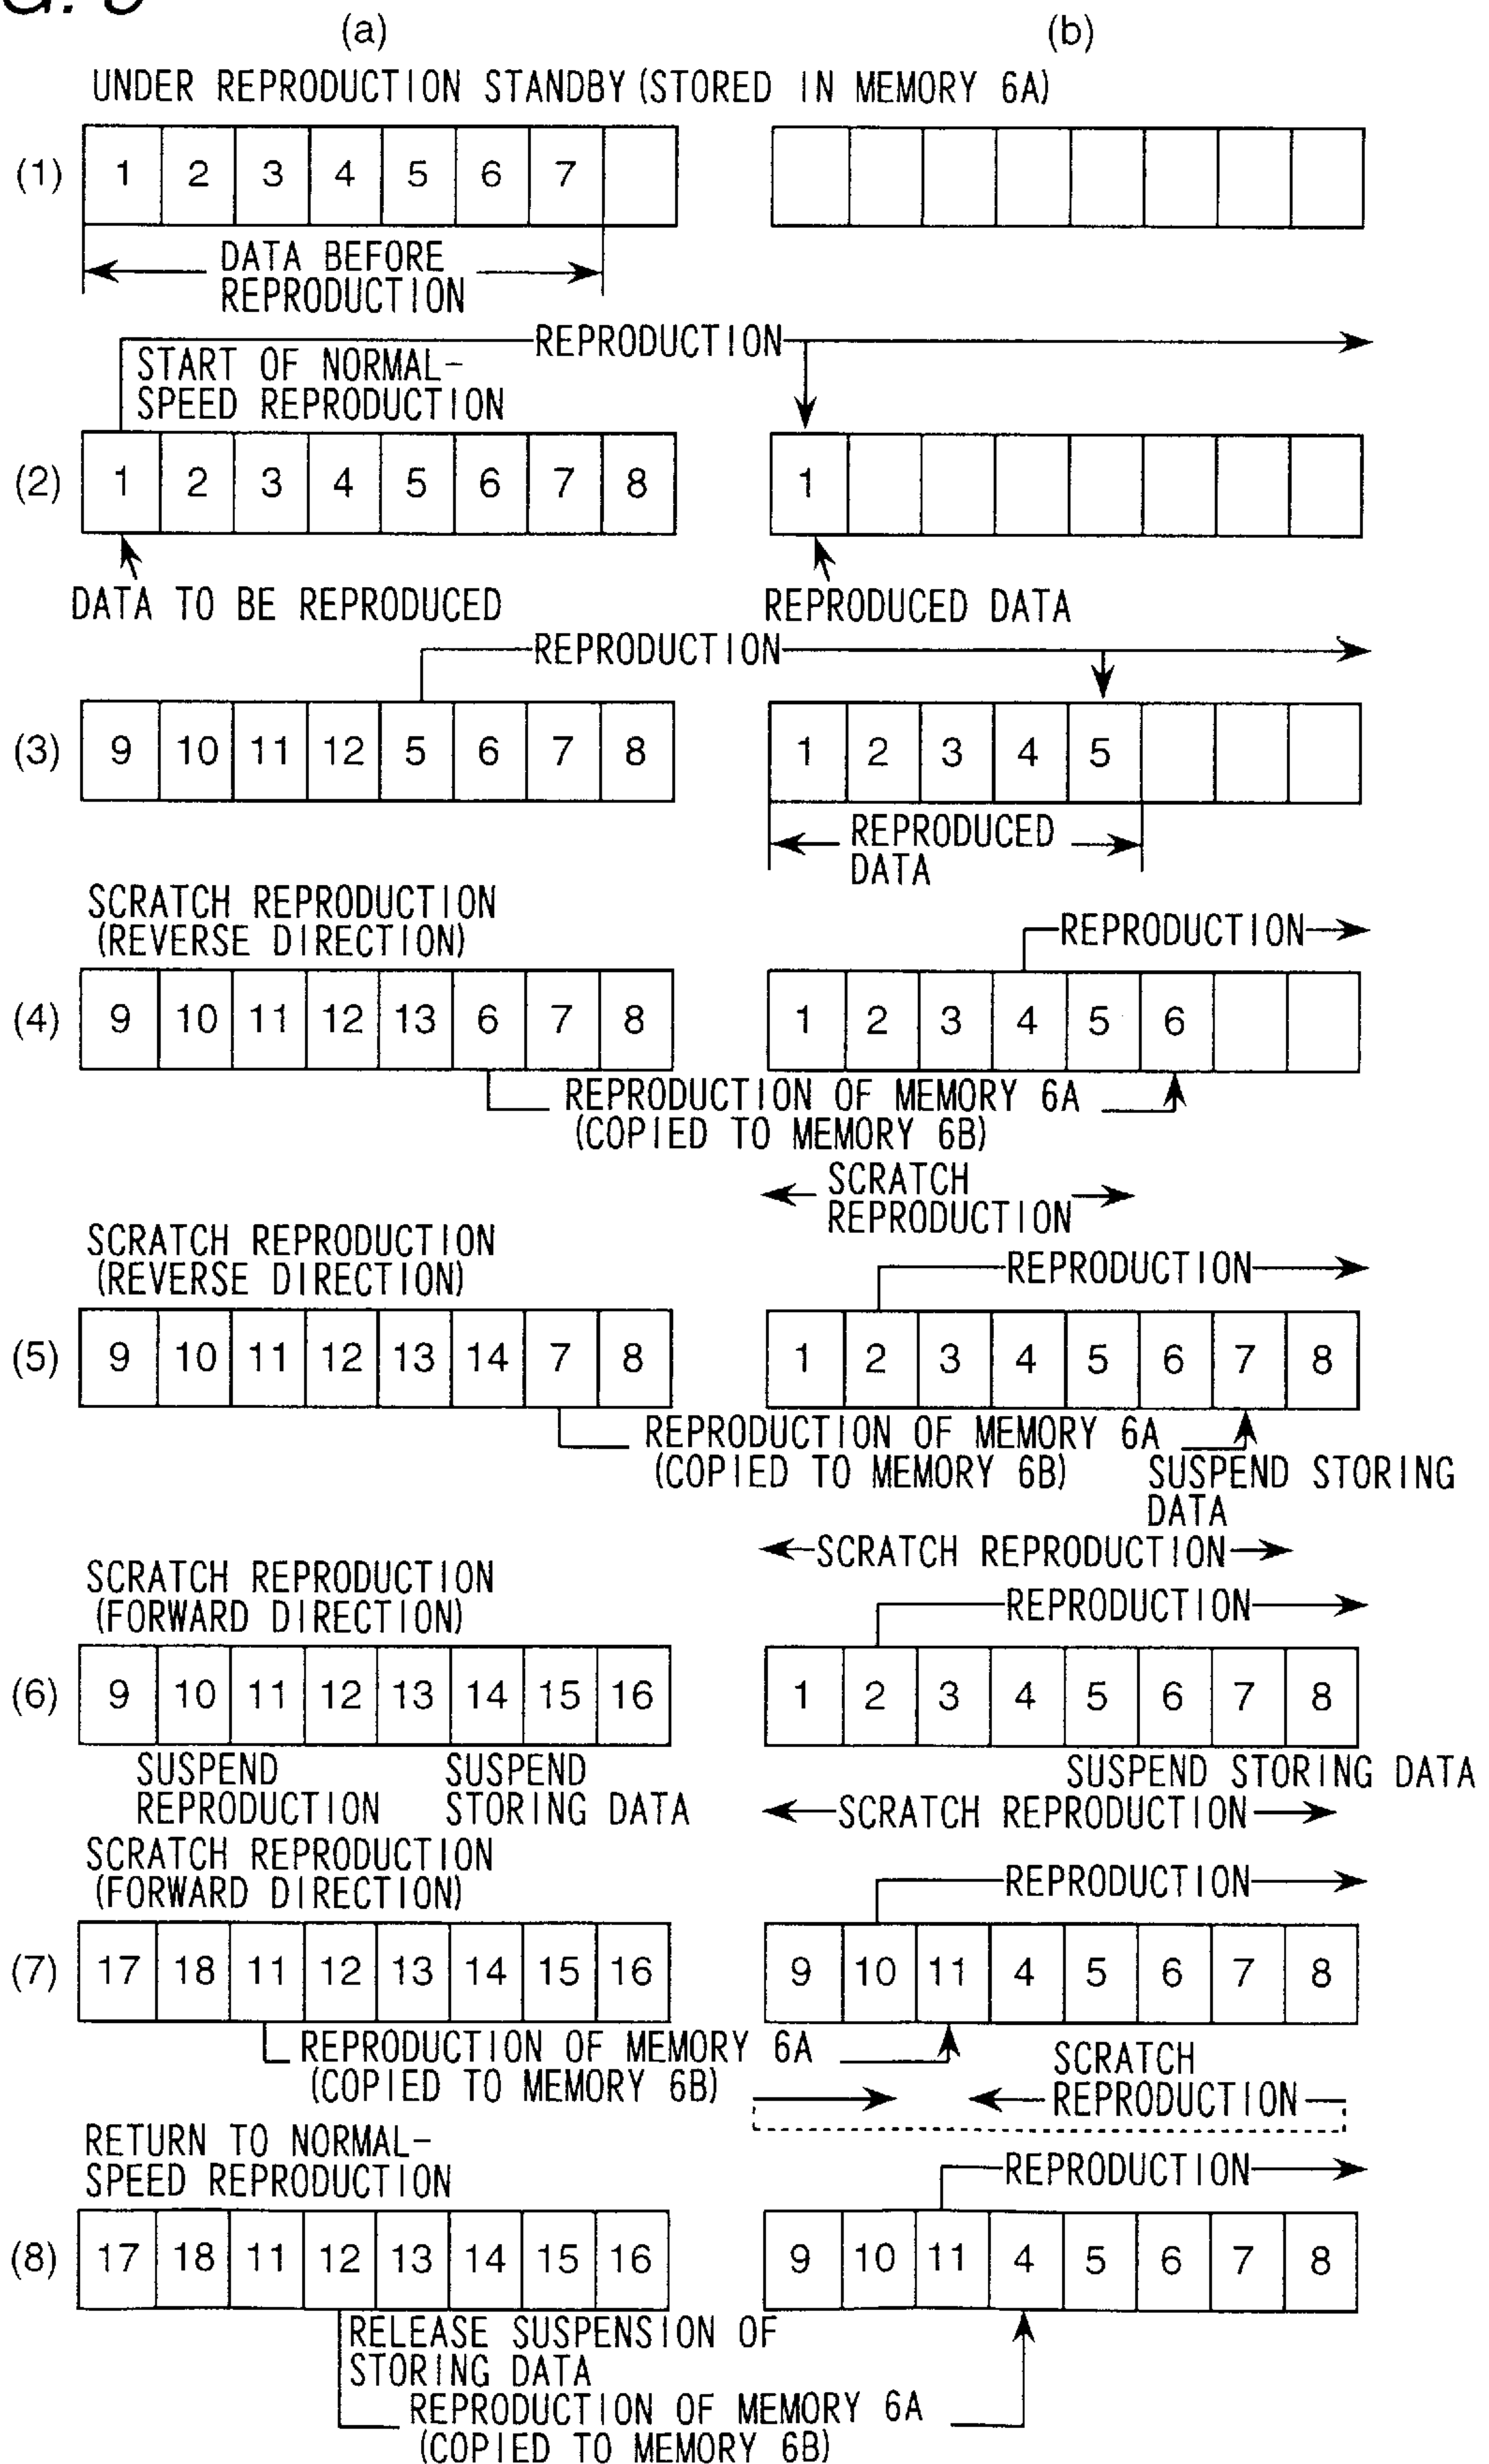 (a) (b)
UNDER REPRODUCTION STANDBY (STORED IN MEMORY 6A)
(1) 1 2 3 4 5 6 7
DATA BEFORE
REPRODUCTION
REPRODUCTION
START OF NORMAL-
SPEED REPRODUCTION
(2) 1 2 3 4 5 6 7 8 1
DATA TO BE REPRODUCED REPRODUCED DATA
REPRODUCTION
(3) 9 10 11 12 5 6 7 8 1 2 3 4 5
REPRODUCED
DATA
SCRATCH REPRODUCTION
(REVERSE DIRECTION)
REPRODUCTION
(4) 9 10 11 12 13 6 7 8 1 2 3 4 5 6
REPRODUCTION OF MEMORY 6A
(COPIED TO MEMORY 6B)
SCRATCH
REPRODUCTION
SCRATCH REPRODUCTION
(REVERSE DIRECTION)
REPRODUCTION
(5) 9 10 11 12 13 14 7 8 1 2 3 4 5 6 7 8
REPRODUCTION OF MEMORY 6A
(COPIED TO MEMORY 6B)
SUSPEND STORING
DATA
SCRATCH REPRODUCTION
SCRATCH REPRODUCTION
(FORWARD DIRECTION)
REPRODUCTION
(6) 9 10 11 12 13 14 15 16 1 2 3 4 5 6 7 8
SUSPEND
REPRODUCTION
SUSPEND
STORING DATA
SUSPEND STORING DATA
SCRATCH REPRODUCTION
SCRATCH REPRODUCTION
(FORWARD DIRECTION)
REPRODUCTION
(7) 17 18 11 12 13 14 15 16 9 10 11 4 5 6 7 8
REPRODUCTION OF MEMORY 6A
(COPIED TO MEMORY 6B)
SCRATCH
REPRODUCTION
RETURN TO NORMAL-
SPEED REPRODUCTION
REPRODUCTION
(8) 17 18 11 12 13 14 15 16 9 10 11 4 5 6 7 8
RELEASE SUSPENSION OF
STORING DATA
REPRODUCTION OF MEMORY 6A
(COPIED TO MEMORY 6B)